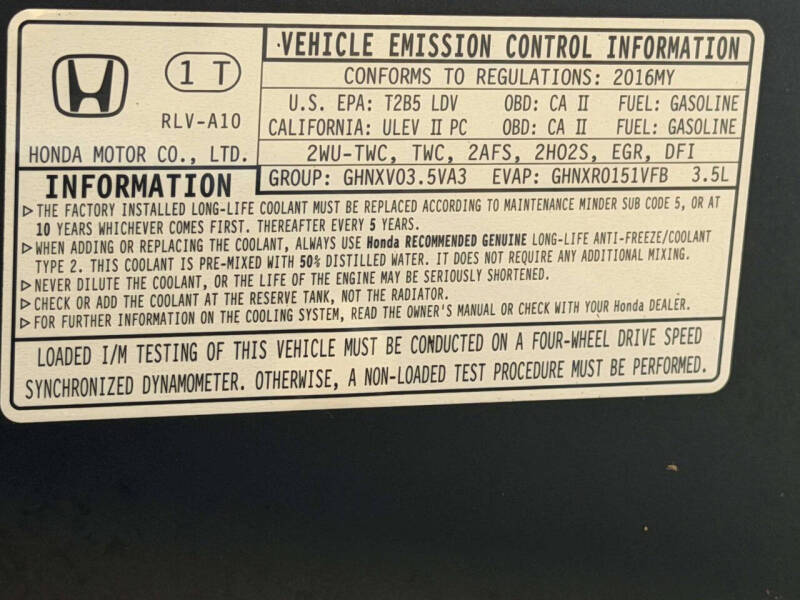 1 T
RLV-A10
HONDA MOTOR CO., LTD.
VEHICLE EMISSION CONTROL INFORMATION
CONFORMS TO REGULATIONS: 2016MY
U.S. EPA: T2B5 LDV OBD: CA II FUEL: GASOLINE
CALIFORNIA: ULEV II PC OBD: CA II FUEL: GASOLINE
2WU-TWC, TWC, 2AFS, 2HO2S, EGR, DFI
GROUP: GHNXV03.5VA3 EVAP: GHNXR0151VFB 3.5L
INFORMATION
▷THE FACTORY INSTALLED LONG-LIFE COOLANT MUST BE REPLACED ACCORDING TO MAINTENANCE MINDER SUB CODE 5, OR AT
10 YEARS WHICHEVER COMES FIRST. THEREAFTER EVERY 5 YEARS.
▷WHEN ADDING OR REPLACING THE COOLANT, ALWAYS USE Honda RECOMMENDED GENUINE LONG-LIFE ANTI-FREEZE/COOLANT
TYPE 2. THIS COOLANT IS PRE-MIXED WITH 50% DISTILLED WATER. IT DOES NOT REQUIRE ANY ADDITIONAL MIXING.
▷NEVER DILUTE THE COOLANT, OR THE LIFE OF THE ENGINE MAY BE SERIOUSLY SHORTENED.
▷CHECK OR ADD THE COOLANT AT THE RESERVE TANK, NOT THE RADIATOR.
▷FOR FURTHER INFORMATION ON THE COOLING SYSTEM, READ THE OWNER'S MANUAL OR CHECK WITH YOUR Honda DEALER.
LOADED I/M TESTING OF THIS VEHICLE MUST BE CONDUCTED ON A FOUR-WHEEL DRIVE SPEED
SYNCHRONIZED DYNAMOMETER. OTHERWISE, A NON-LOADED TEST PROCEDURE MUST BE PERFORMED.